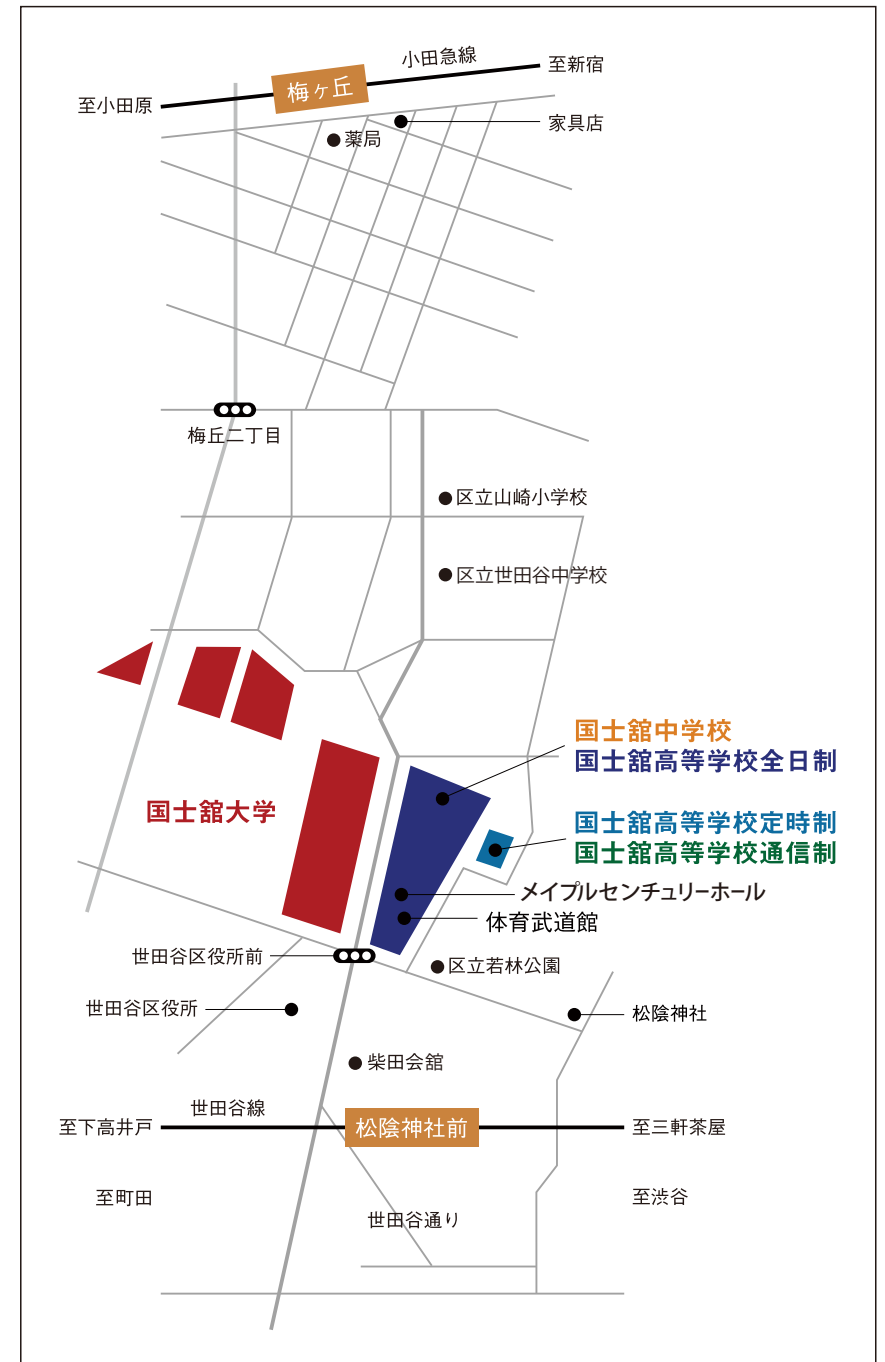 小田急線
至新宿
梅ヶ丘
至小田原
家具店
薬局
梅丘二丁目
区立山崎小学校
区立世田谷中学校
国士舘中学校
国士舘高等学校全日制
国士舘大学
国士舘高等学校定時制
国士舘高等学校通信制
メイプルセンチュリーホール
体育武道館
世田谷区役所前
区立若林公園
世田谷区役所
松陰神社
柴田会舘
世田谷線
至下高井戸
松陰神社前
至三軒茶屋
至町田
至渋谷
世田谷通り